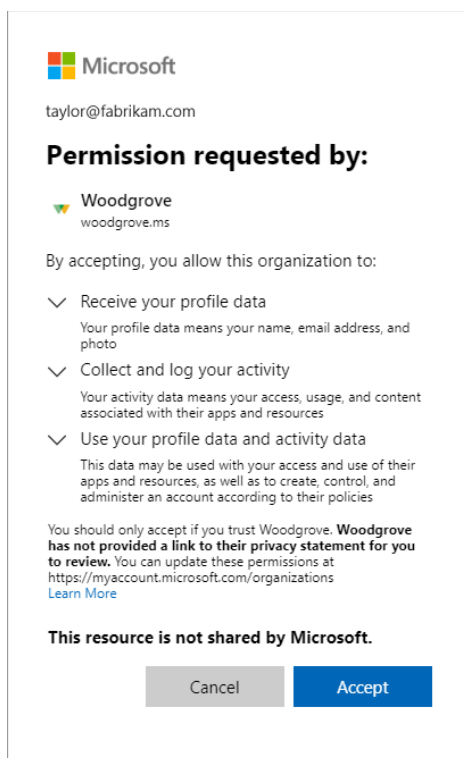 Microsoft
taylor@fabrikam.com
Permission requested by:
Woodgrove
woodgrove.ms
By accepting, you allow this organization to:
Receive your profile data
Your profile data means your name, email address, and
photo
Collect and log your activity
Your activity data means your access, usage, and content
associated with their apps and resources
Use your profile data and activity data
This data may be used with your access and use of their
apps and resources, as well as to create, control, and
administer an account according to their policies
You should only accept if you trust Woodgrove. Woodgrove
has not provided a link to their privacy statement for you
to review. You can update these permissions at
https://myaccount.microsoft.com/organizations
Learn More
This resource is not shared by Microsoft.
Cancel
Accept